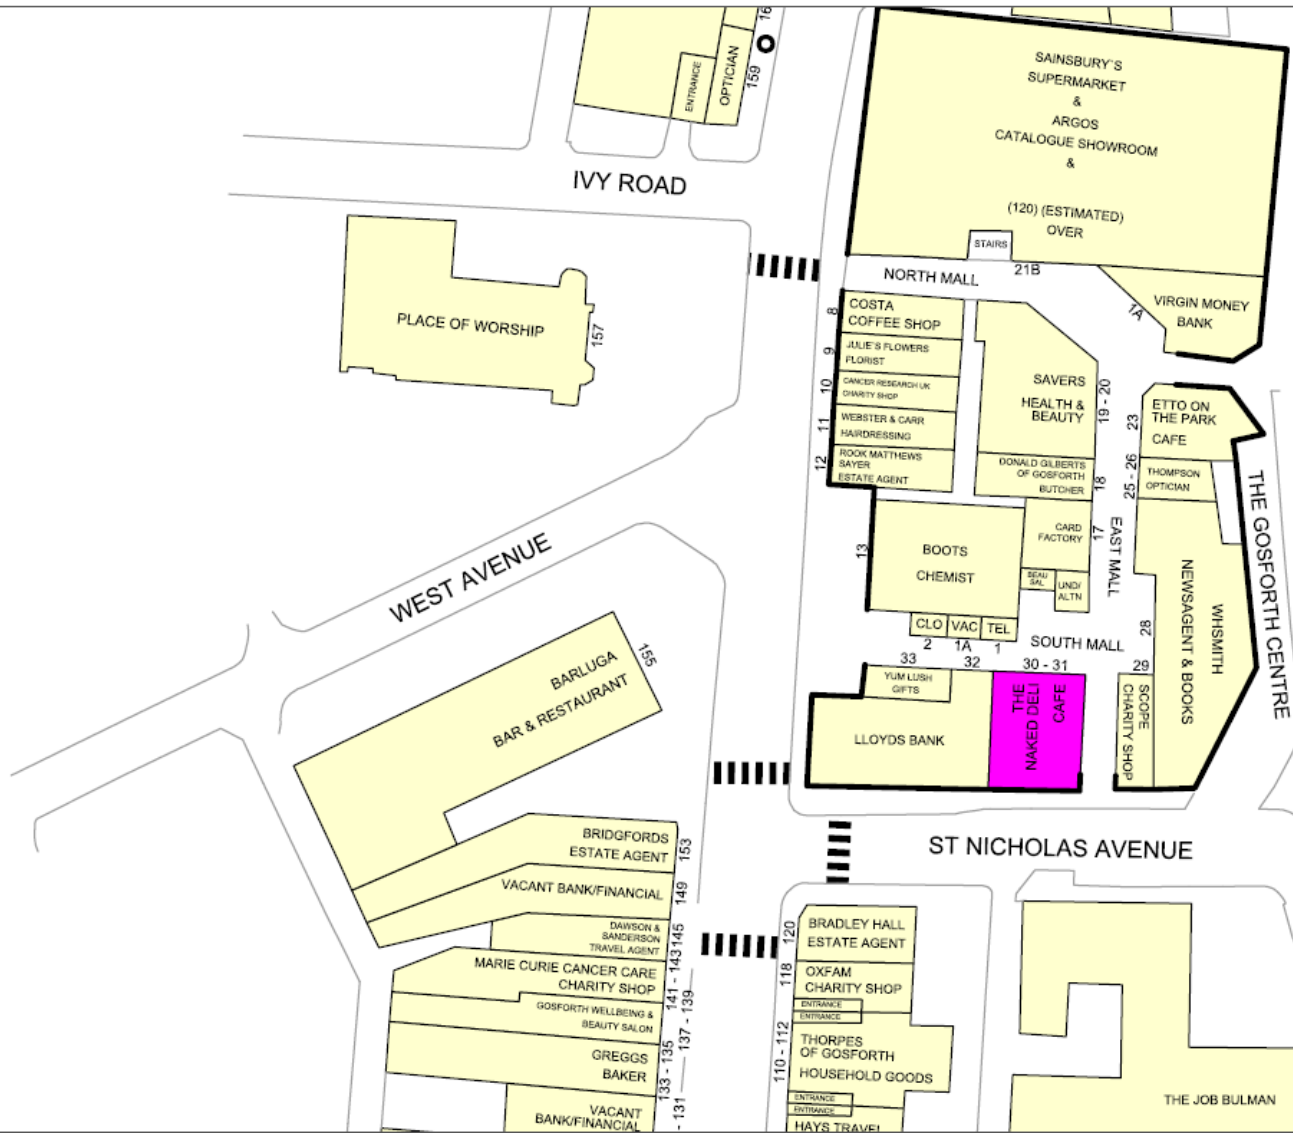 16
OPTICIAN
159
ENTRANCE
IVY ROAD
PLACE OF WORSHIP
157
SAINSBURY`S
SUPERMARKET
&
ARGOS
CATALOGUE SHOWROOM
&
(120) (ESTIMATED)
OVER
STAIRS
21B
NORTH MALL
1A
VIRGIN MONEY
BANK
8
COSTA
COFFEE SHOP
9
JULIE`S FLOWERS
FLORIST
10
CANCER RESEARCH UK
CHARITY SHOP
11
WEBSTER & CARR
HAIRDRESSING
12
ROOK MATTHEWS
SAYER
ESTATE AGENT
SAVERS
HEALTH &
BEAUTY
19 - 20
DONALD GILBERTS
OF GOSFORTH
BUTCHER
18
23
ETTO ON
THE PARK
CAFE
25 - 26
THOMPSON
OPTICIAN
13
BOOTS
CHEMIST
CARD
FACTORY
17
EAST MALL
BEAU
SAL
UND/
ALTN
NEWSAGENT & BOOKS
WHSMITH
28
THE GOSFORTH CENTRE
CLO
VAC
TEL
2
1A
1
SOUTH MALL
33
32
30 - 31
29
YUM LUSH
GIFTS
LLOYDS BANK
THE
NAKED DELI
CAFE
SCOPE
CHARITY SHOP
WEST AVENUE
BARLUGA
BAR & RESTAURANT
155
BRIDGFORDS
ESTATE AGENT
153
VACANT BANK/FINANCIAL
149
DAWSON &
SANDERSON
TRAVEL AGENT
145
MARIE CURIE CANCER CARE
CHARITY SHOP
141 - 143
GOSFORTH WELLBEING &
BEAUTY SALON
137 - 139
GREGGS
BAKER
133 - 135
VACANT
BANK/FINANCIAL
- 131
ST NICHOLAS AVENUE
120
BRADLEY HALL
ESTATE AGENT
118
OXFAM
CHARITY SHOP
ENTRANCE
ENTRANCE
110 - 112
THORPES
OF GOSFORTH
HOUSEHOLD GOODS
ENTRANCE
ENTRANCE
HAYS TRAVEL
THE JOB BULMAN